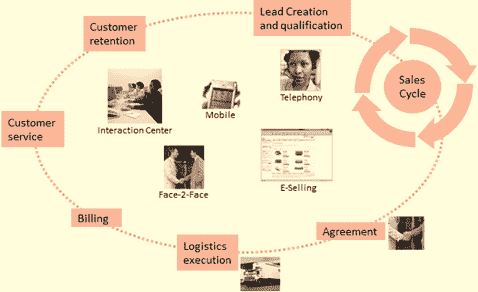 Lead Creation
and qualification
Customer
retention
Sales
Cycle
Telephony
Mobile
Interaction Center
Customer
service
Face-2-Face
E-Selling
Billing
Agreement
Logistics
execution